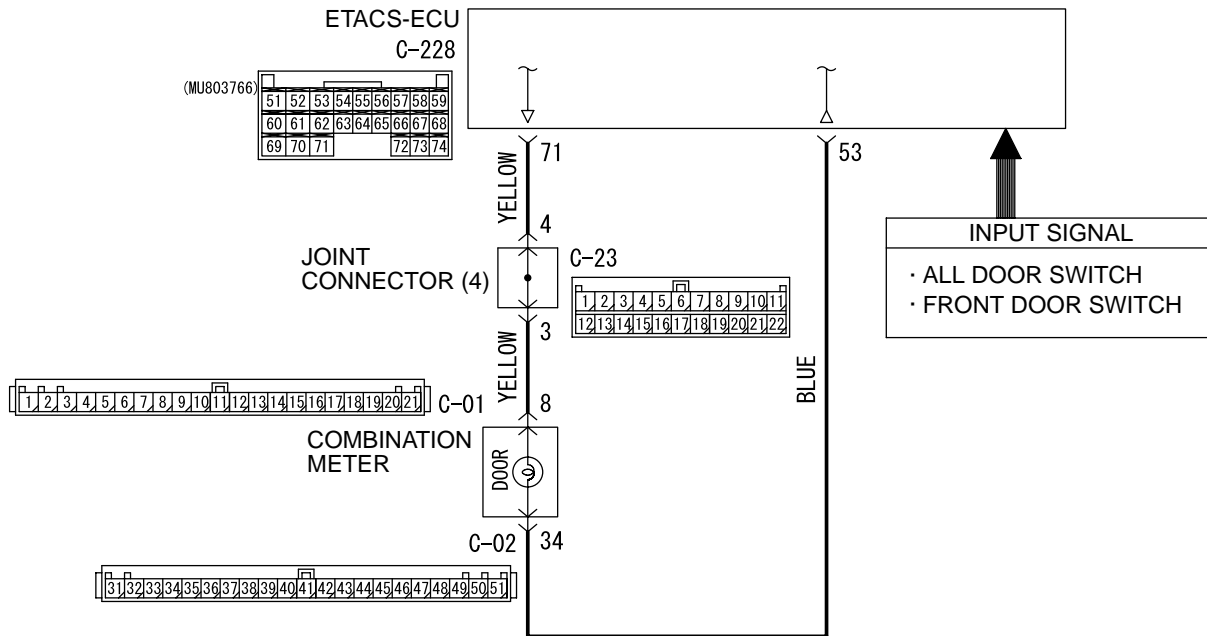 ETACS-ECU
C-228
(MU803766)
51 52 53 54 55 56 57 58 59
60 61 62 63 64 65 66 67 68
69 70 71 72 73 74
71
53
YELLOW
4
JOINT
CONNECTOR (4)
C-23
1 2 3 4 5 6 7 8 9 10 11
12 13 14 15 16 17 18 19 20 21 22
3
INPUT SIGNAL
· ALL DOOR SWITCH
· FRONT DOOR SWITCH
YELLOW
BLUE
1 2 3 4 5 6 7 8 9 10 11 12 13 14 15 16 17 18 19 20 21
C-01
8
COMBINATION
METER
DOOR
C-02
34
31 32 33 34 35 36 37 38 39 40 41 42 43 44 45 46 47 48 49 50 51